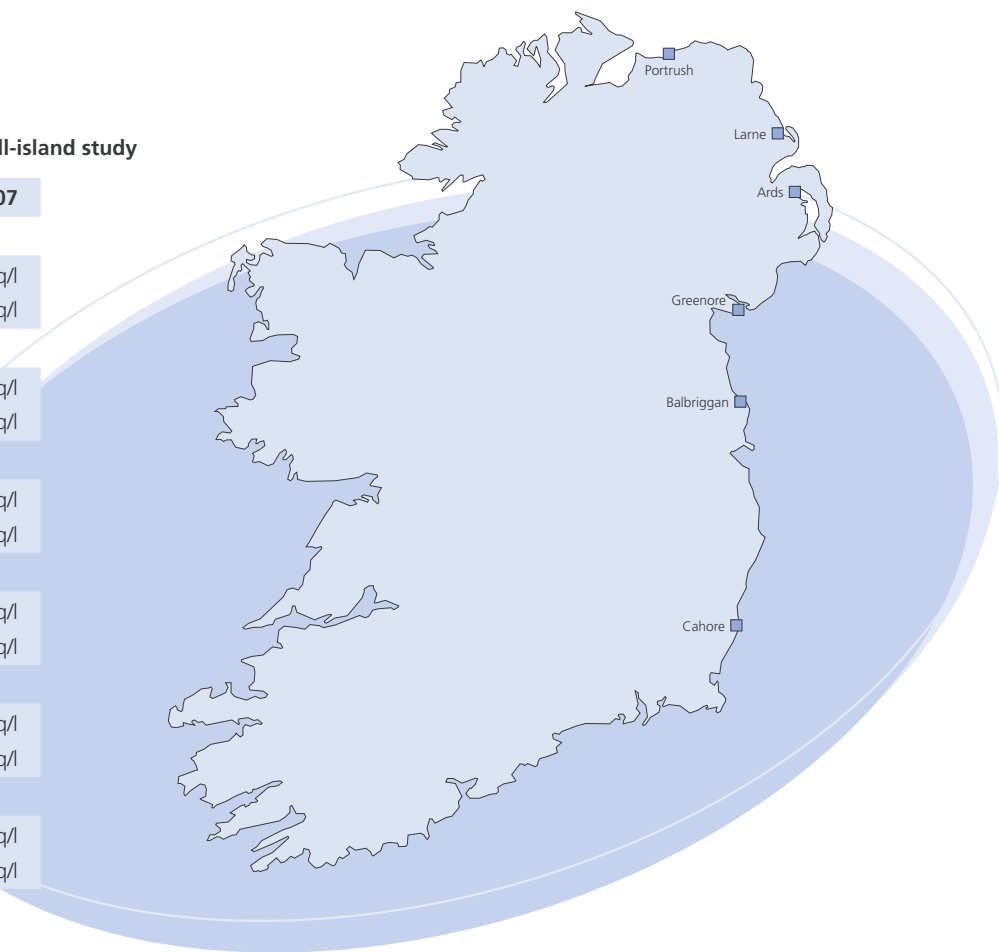 ll-island study
07
q/l
q/l
q/l
q/l
q/l
q/l
q/l
q/l
q/l
q/l
q/l
q/l
Portrush
Larne
Ards
Greenore
Balbriggan
Cahore